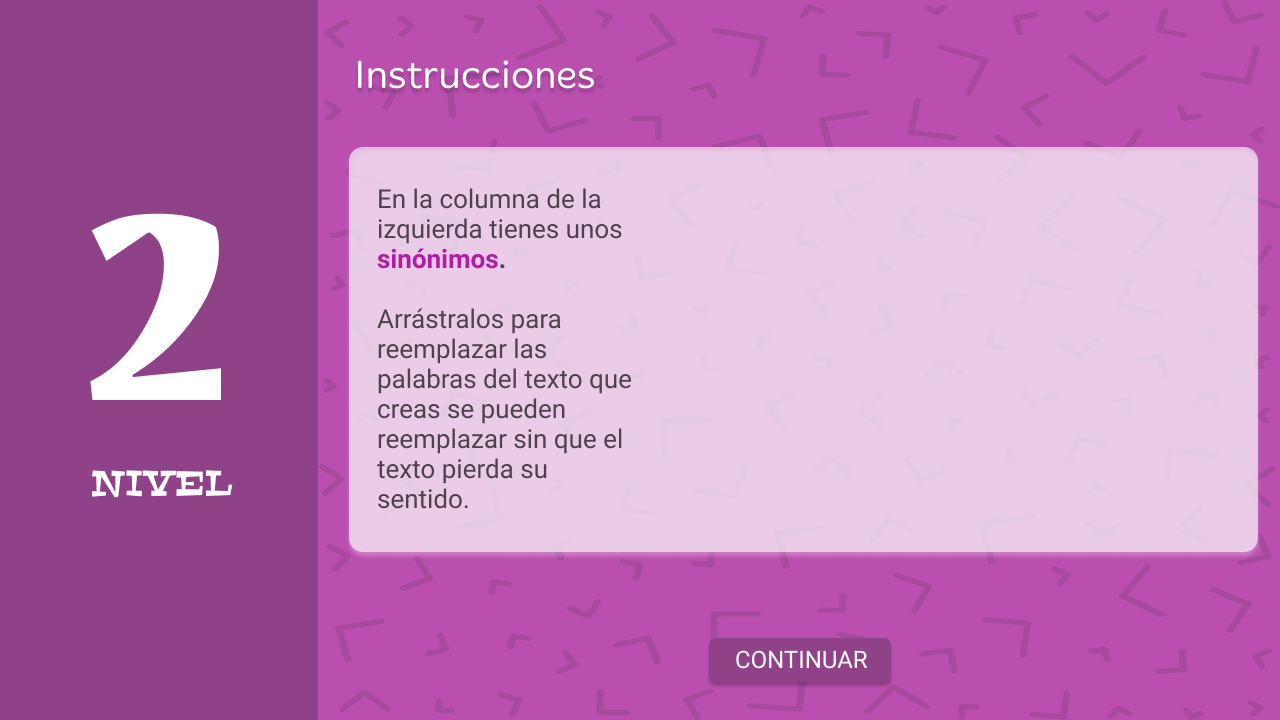 Instrucciones
En la columna de la
izquierda tienes unos
sinónimos.
Arrástralos para
reemplazar las
palabras del texto que
creas se pueden
reemplazar sin que el
texto pierda su
sentido.
2
NIVEL
CONTINUAR